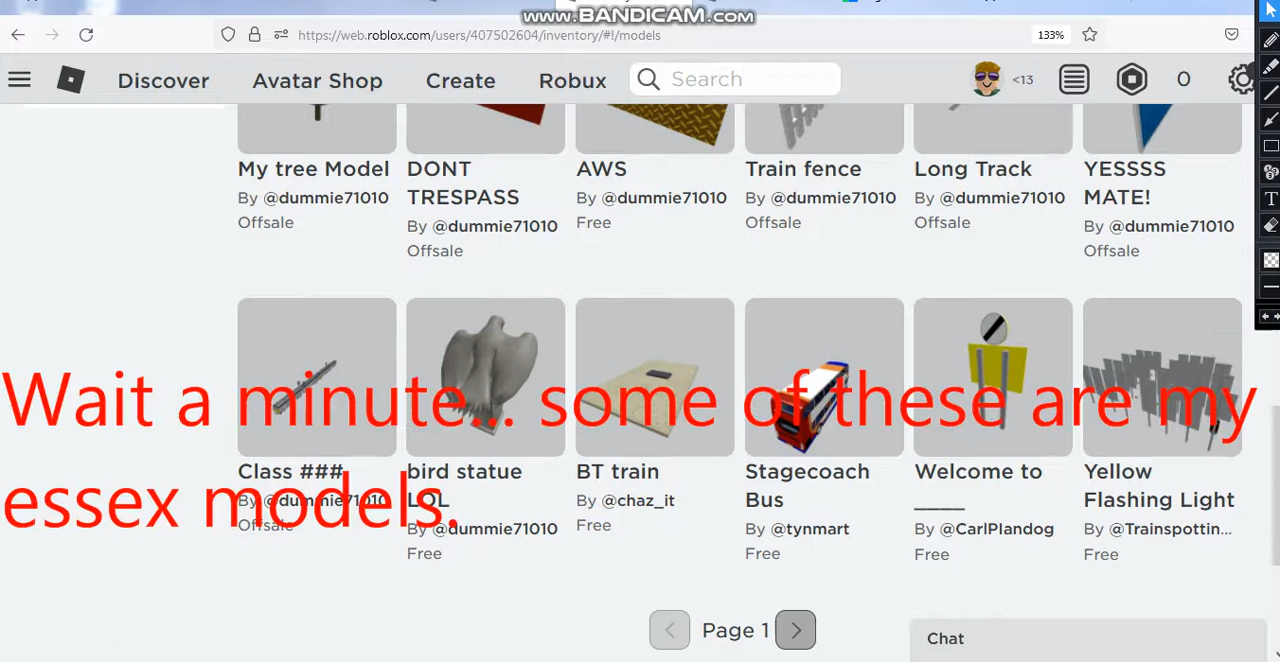 www.BANDICAM.com
https://web.roblox.com/users/407502604/inventory/#!/models
133%
Discover
Avatar Shop
Create
Robux
Search
<13
0
My tree Model
By @dummie71010
Offsale
DONT
TRESPASS
By @dummie71010
Offsale
AWS
By @dummie71010
Free
Train fence
By @dummie71010
Offsale
Long Track
By @dummie71010
Offsale
YESSSS
MATE!
By @dummie71010
Offsale
Wait a minute... some of these are my
essex models.
Class ###
By @dummie71010
Offsale
bird statue
LOL
By @dummie71010
Free
BT train
By @chaz_it
Free
Stagecoach
Bus
By @tynmart
Free
Welcome to
____
By @CarlPlandog
Free
Yellow
Flashing Light
By @Trainspottin...
Free
Page 1
Chat